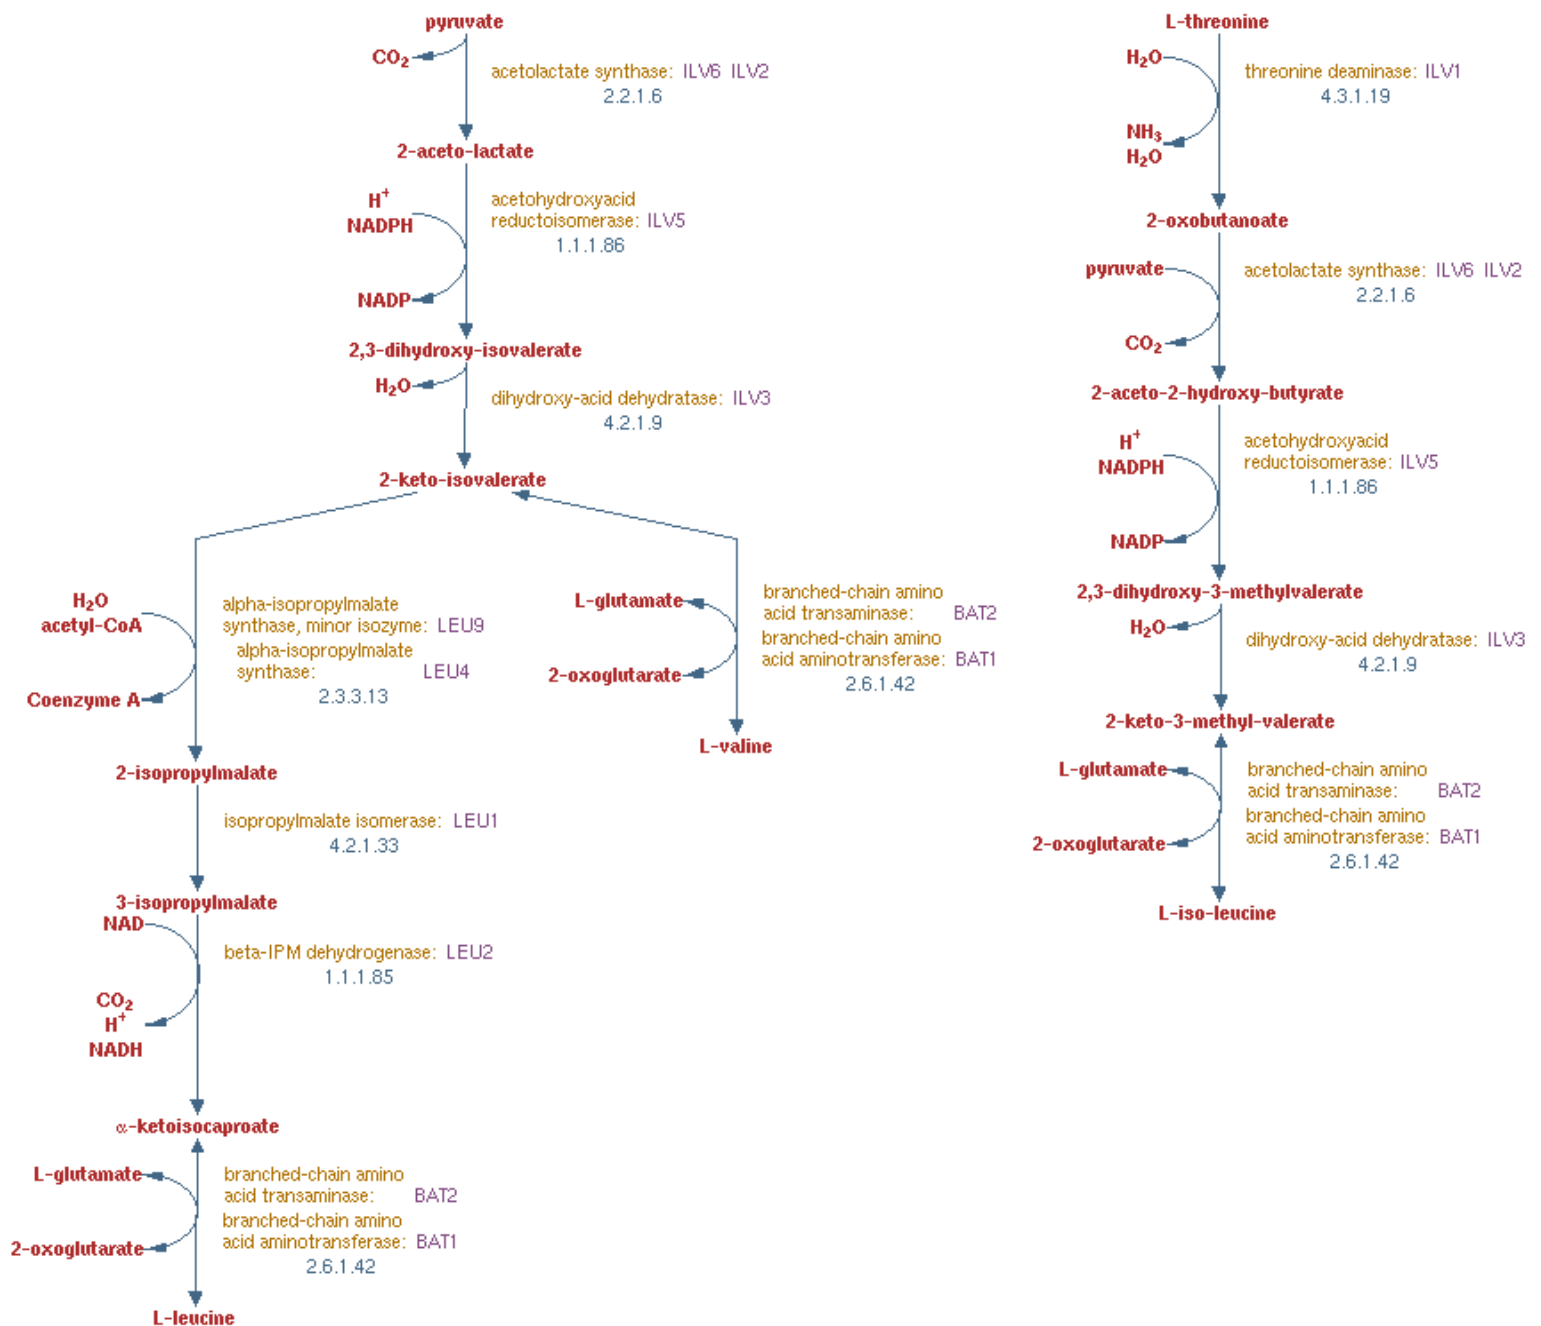 pyruvate
CO₂
acetolactate synthase: ILV6 ILV2
2.2.1.6
2-aceto-lactate
H⁺
NADPH
acetohydroxyacid
reductoisomerase: ILV5
1.1.1.86
NADP
2,3-dihydroxy-isovalerate
H₂O
dihydroxy-acid dehydratase: ILV3
4.2.1.9
2-keto-isovalerate
H₂O
acetyl-CoA
alpha-isopropylmalate
synthase, minor isozyme: LEU9
alpha-isopropylmalate
synthase: LEU4
2.3.3.13
Coenzyme A
2-isopropylmalate
isopropylmalate isomerase: LEU1
4.2.1.33
3-isopropylmalate
NAD
beta-IPM dehydrogenase: LEU2
1.1.1.85
CO₂
H⁺
NADH
α-ketoisocaproate
L-glutamate
branched-chain amino
acid transaminase: BAT2
branched-chain amino
acid aminotransferase: BAT1
2.6.1.42
2-oxoglutarate
L-leucine
L-glutamate
branched-chain amino
acid transaminase: BAT2
branched-chain amino
acid aminotransferase: BAT1
2.6.1.42
2-oxoglutarate
L-valine
L-threonine
H₂O
threonine deaminase: ILV1
4.3.1.19
NH₃
H₂O
2-oxobutanoate
pyruvate
acetolactate synthase: ILV6 ILV2
2.2.1.6
CO₂
2-aceto-2-hydroxy-butyrate
H⁺
NADPH
acetohydroxyacid
reductoisomerase: ILV5
1.1.1.86
NADP
2,3-dihydroxy-3-methylvalerate
H₂O
dihydroxy-acid dehydratase: ILV3
4.2.1.9
2-keto-3-methyl-valerate
L-glutamate
branched-chain amino
acid transaminase: BAT2
branched-chain amino
acid aminotransferase: BAT1
2.6.1.42
2-oxoglutarate
L-iso-leucine